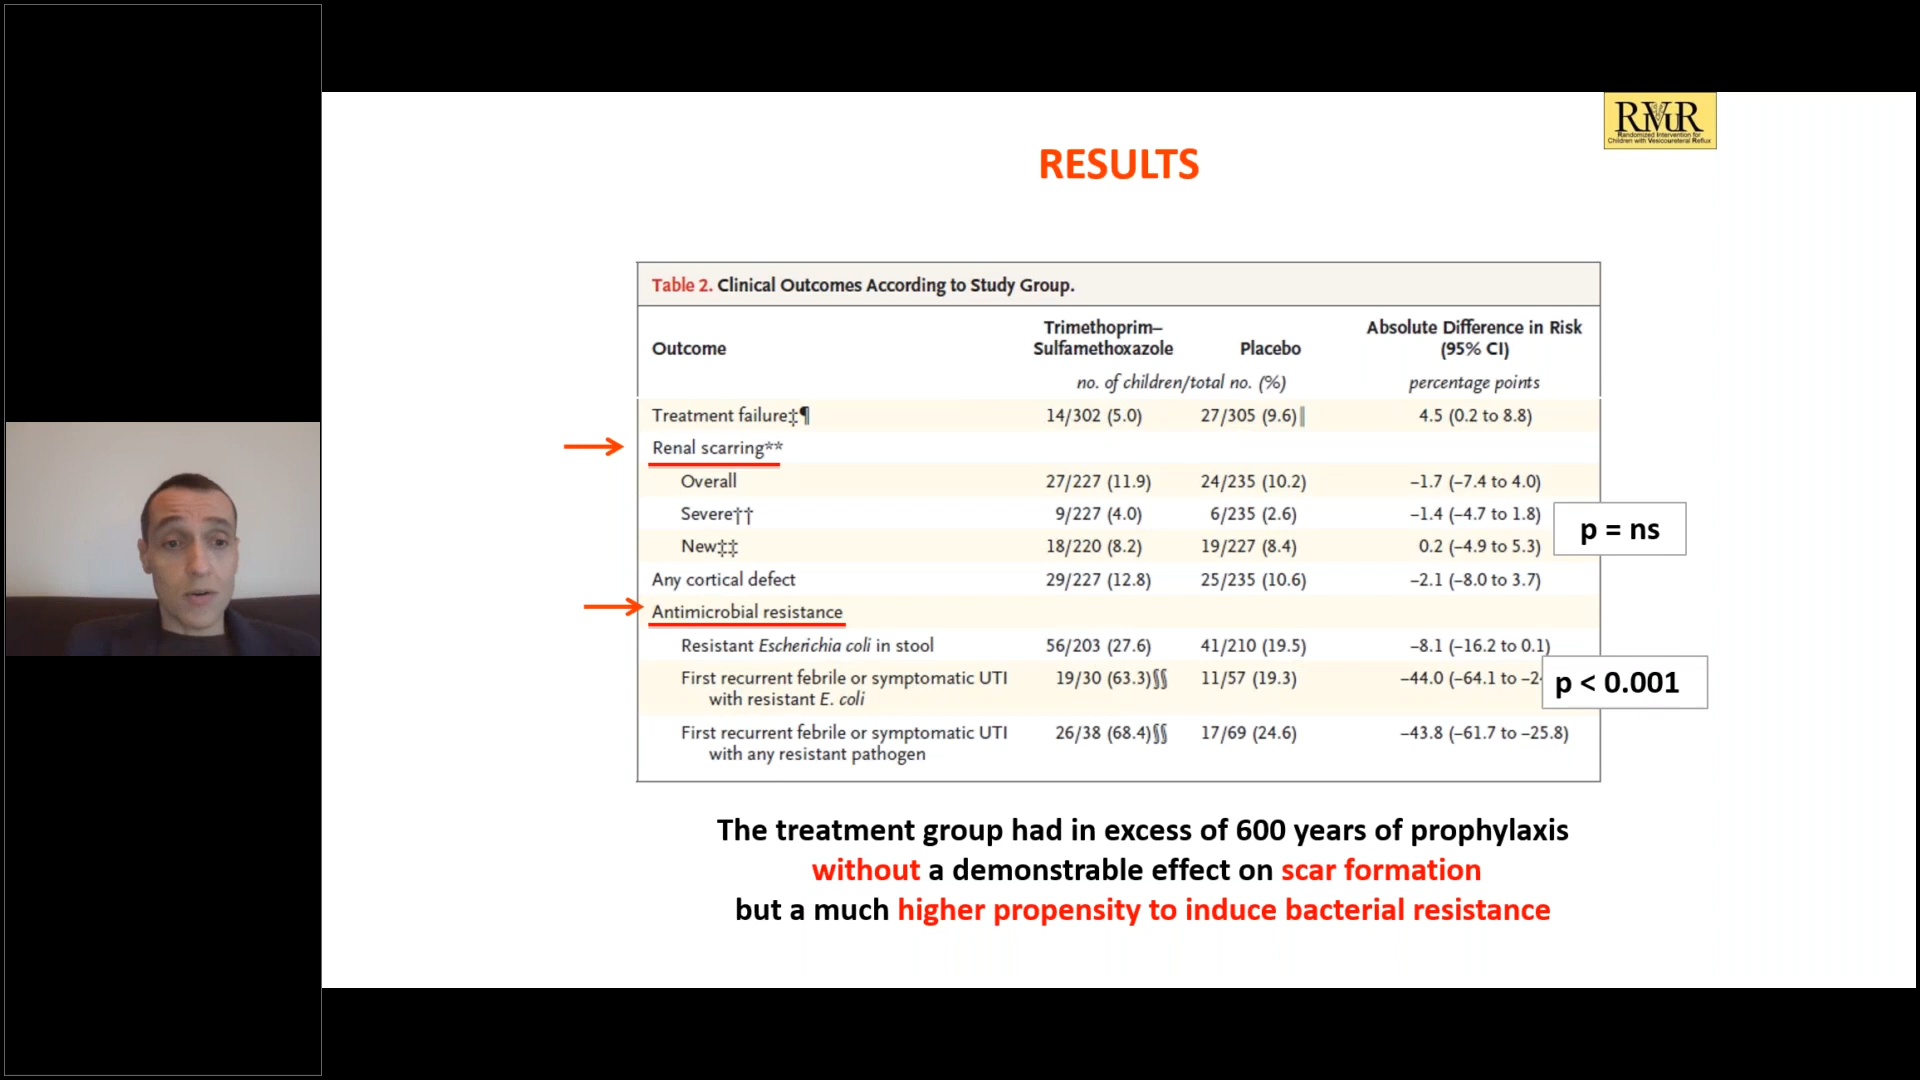 RIVUR
Randomized Intervention for
Children with Vesicoureteral Reflux
RESULTS
Table 2. Clinical Outcomes According to Study Group.
Outcome Trimethoprim–Sulfamethoxazole Placebo Absolute Difference in Risk (95% CI)
no. of children/total no. (%) percentage points
Treatment failure‡¶ 14/302 (5.0) 27/305 (9.6)‖ 4.5 (0.2 to 8.8)
Renal scarring**
Overall 27/227 (11.9) 24/235 (10.2) –1.7 (–7.4 to 4.0)
Severe†† 9/227 (4.0) 6/235 (2.6) –1.4 (–4.7 to 1.8)
p = ns
New‡‡ 18/220 (8.2) 19/227 (8.4) 0.2 (–4.9 to 5.3)
Any cortical defect 29/227 (12.8) 25/235 (10.6) –2.1 (–8.0 to 3.7)
Antimicrobial resistance
Resistant Escherichia coli in stool 56/203 (27.6) 41/210 (19.5) –8.1 (–16.2 to 0.1)
First recurrent febrile or symptomatic UTI 19/30 (63.3)§§ 11/57 (19.3) –44.0 (–64.1 to
with resistant E. coli
p < 0.001
First recurrent febrile or symptomatic UTI 26/38 (68.4)§§ 17/69 (24.6) –43.8 (–61.7 to –25.8)
with any resistant pathogen
The treatment group had in excess of 600 years of prophylaxis
without a demonstrable effect on scar formation
but a much higher propensity to induce bacterial resistance